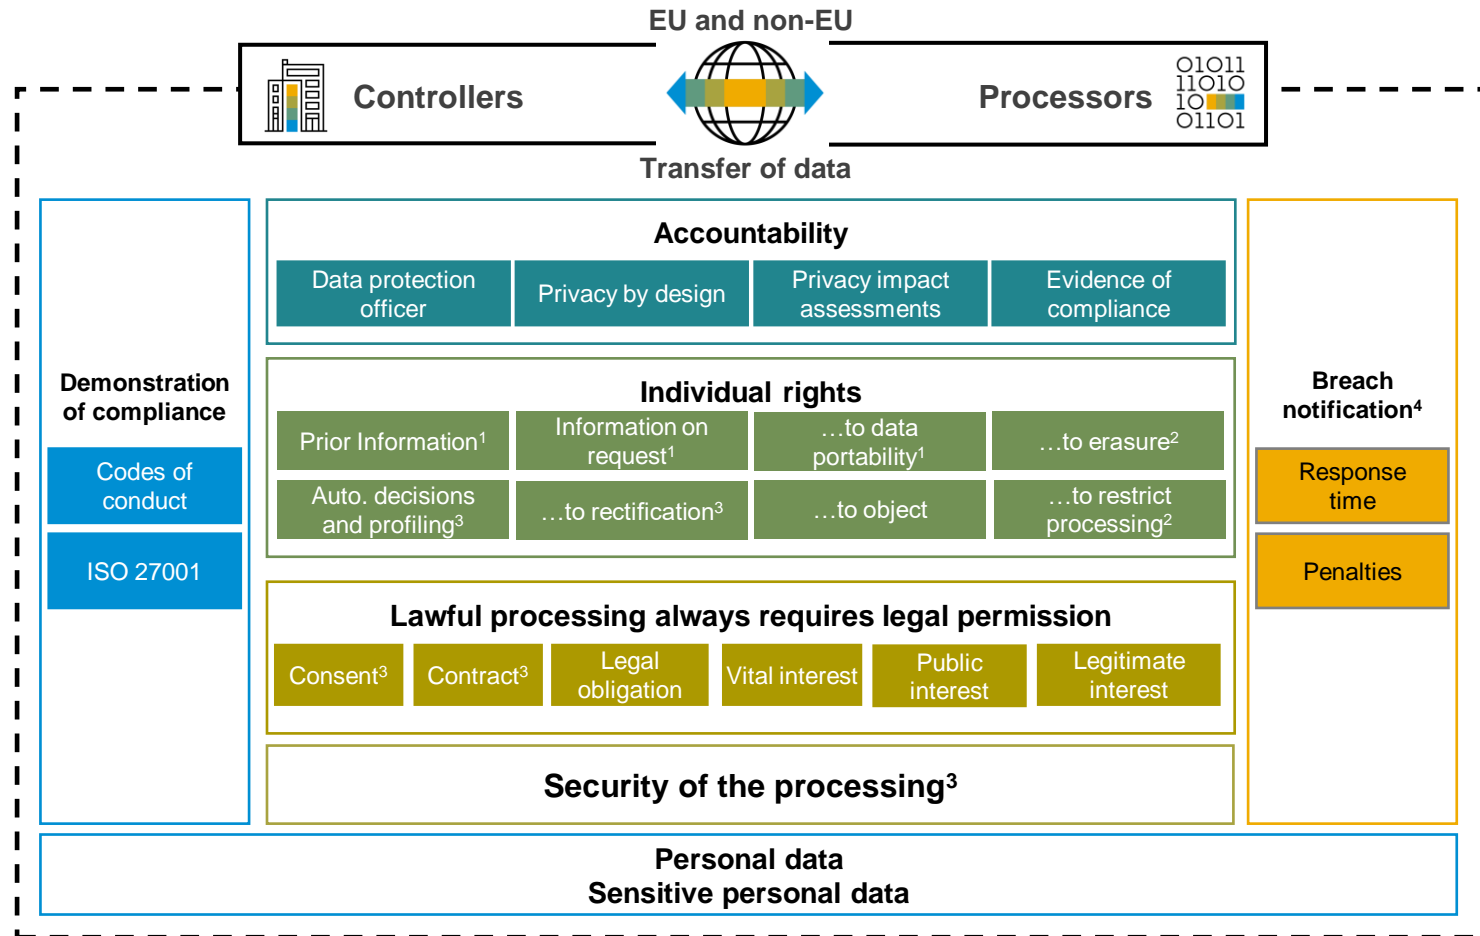 EU and non-EU
Controllers
Processors
01011
11010
10
01101
Transfer of data
Accountability
Data protection
officer
Privacy by design
Privacy impact
assessments
Evidence of
compliance
Demonstration
of compliance
Codes of
conduct
ISO 27001
Individual rights
Prior Information¹
Information on
request¹
…to data
portability¹
…to erasure²
Auto. decisions
and profiling³
…to rectification³
…to object
…to restrict
processing²
Lawful processing always requires legal permission
Consent³
Contract³
Legal
obligation
Vital interest
Public
interest
Legitimate
interest
Security of the processing³
Breach
notification⁴
Response
time
Penalties
Personal data
Sensitive personal data